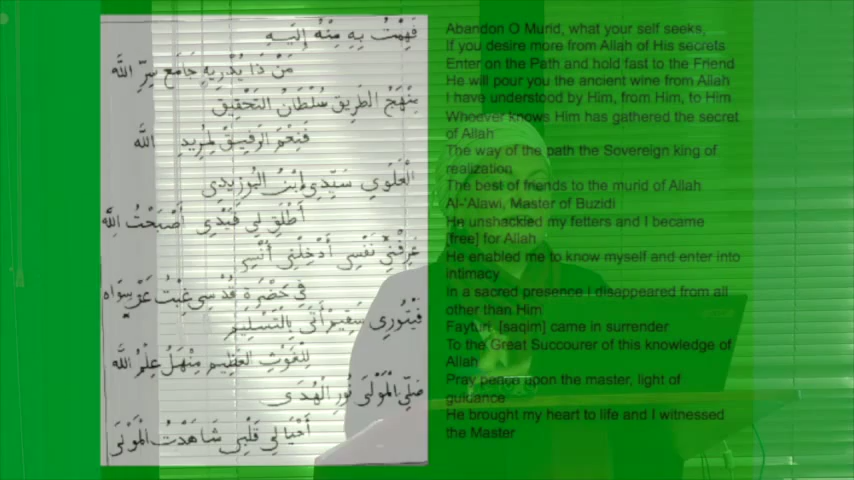 فَهِمْتُ بِهِ مِنْهُ إِلَيْهِ
مَنْ ذَا يُدْرِيهِ جَامَع سِرِّ اللَّه
مِنْهَجُ الطَّرِيق سُلْطَانُ التَّحْقِيق
فَنِعْمَ الرَّفِيقْ لِمُرِيدِ اللَّه
الْعَلَوِي سَيِّدِي إِبْنُ الْبُوزِيدِي
أَطْلَق لِي قَيْدِي أَصْبَحْتُ لِلَّه
عَرِفْنِي نَفْسِي أَدْخِلْنِي أُنْسِي
فِي حَضْرَة قُدْسِي غِبْتُ عَنْ سِوَاه
فَيْتُورِي سَقِيمْ أَتَى بِالتَّسْلِيم
لِلْغَوْثِ الْعَظِيم مِنْهَلُ عِلْمُ اللَّه
صَلِّي الْمَوْلَى نُورِ الْهُدَى
أَحْيَا لِي قَلْبِي شَاهَدْتُ الْمَوْلَى
Abandon O Murid, what your self seeks,
If you desire more from Allah of His secrets
Enter on the Path and hold fast to the Friend
He will pour you the ancient wine from Allah
I have understood by Him, from Him, to Him
Whoever knows Him has gathered the secret
of Allah
The way of the path the Sovereign king of
realization
The best of friends to the murid of Allah
Al-'Alawi, Master of Buzidi
He unshackled my fetters and I became
[free] for Allah
He enabled me to know myself and enter into
intimacy
In a sacred presence I disappeared from all
other than Him
Fayturi, [saqim] came in surrender
To the Great Succourer of this knowledge of
Allah
Pray peace upon the master, light of
guidance
He brought my heart to life and I witnessed
the Master